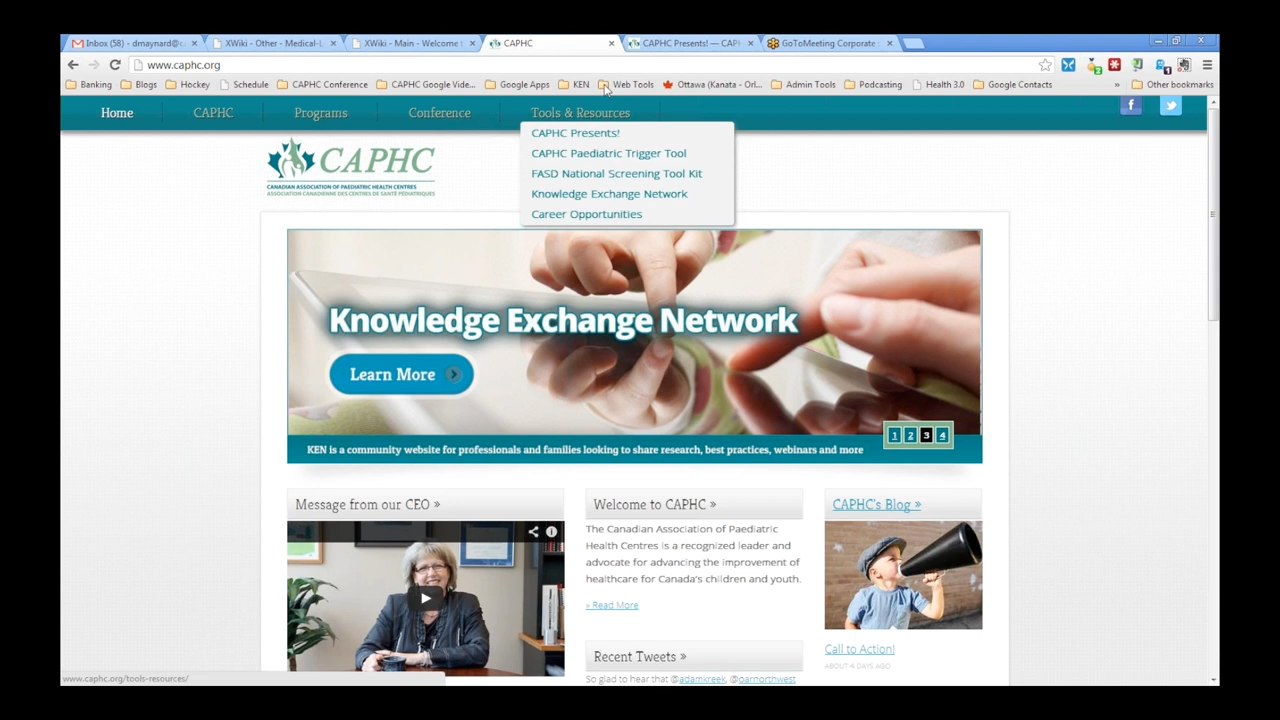 Inbox (58) - dmaynard@c
XWiki - Other - Medical-L
XWiki - Main - Welcome t
CAPHC
CAPHC Presents! — CAPH
GoToMeeting Corporate
www.caphc.org
Banking
Blogs
Hockey
Schedule
CAPHC Conference
CAPHC Google Vide...
Google Apps
KEN
Web Tools
Ottawa (Kanata - Orl...
Admin Tools
Podcasting
Health 3.0
Google Contacts
»
Other bookmarks
Home
CAPHC
Programs
Conference
Tools & Resources
CAPHC Presents!
CAPHC Paediatric Trigger Tool
FASD National Screening Tool Kit
Knowledge Exchange Network
Career Opportunities
CAPHC
CANADIAN ASSOCIATION OF PAEDIATRIC HEALTH CENTRES
ASSOCIATION CANADIENNE DES CENTRES DE SANTÉ PÉDIATRIQUES
Knowledge Exchange Network
Learn More
1 2 3 4
KEN is a community website for professionals and families looking to share research, best practices, webinars and more
Message from our CEO »
Welcome to CAPHC »
The Canadian Association of Paediatric
Health Centres is a recognized leader and
advocate for advancing the improvement of
healthcare for Canada's children and youth.
» Read More
Recent Tweets »
So glad to hear that @adamkreek, @oarnorthwest
CAPHC's Blog »
Call to Action!
ABOUT 4 DAYS AGO
www.caphc.org/tools-resources/